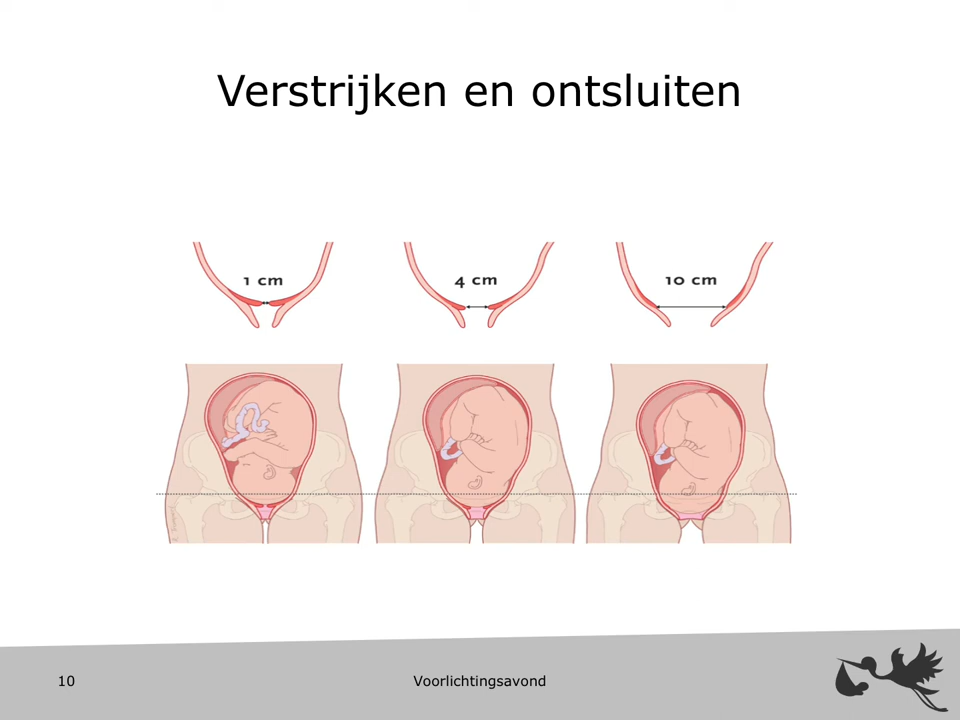 Verstrijken en ontsluiten
1 cm
4 cm
10 cm
10
Voorlichtingsavond